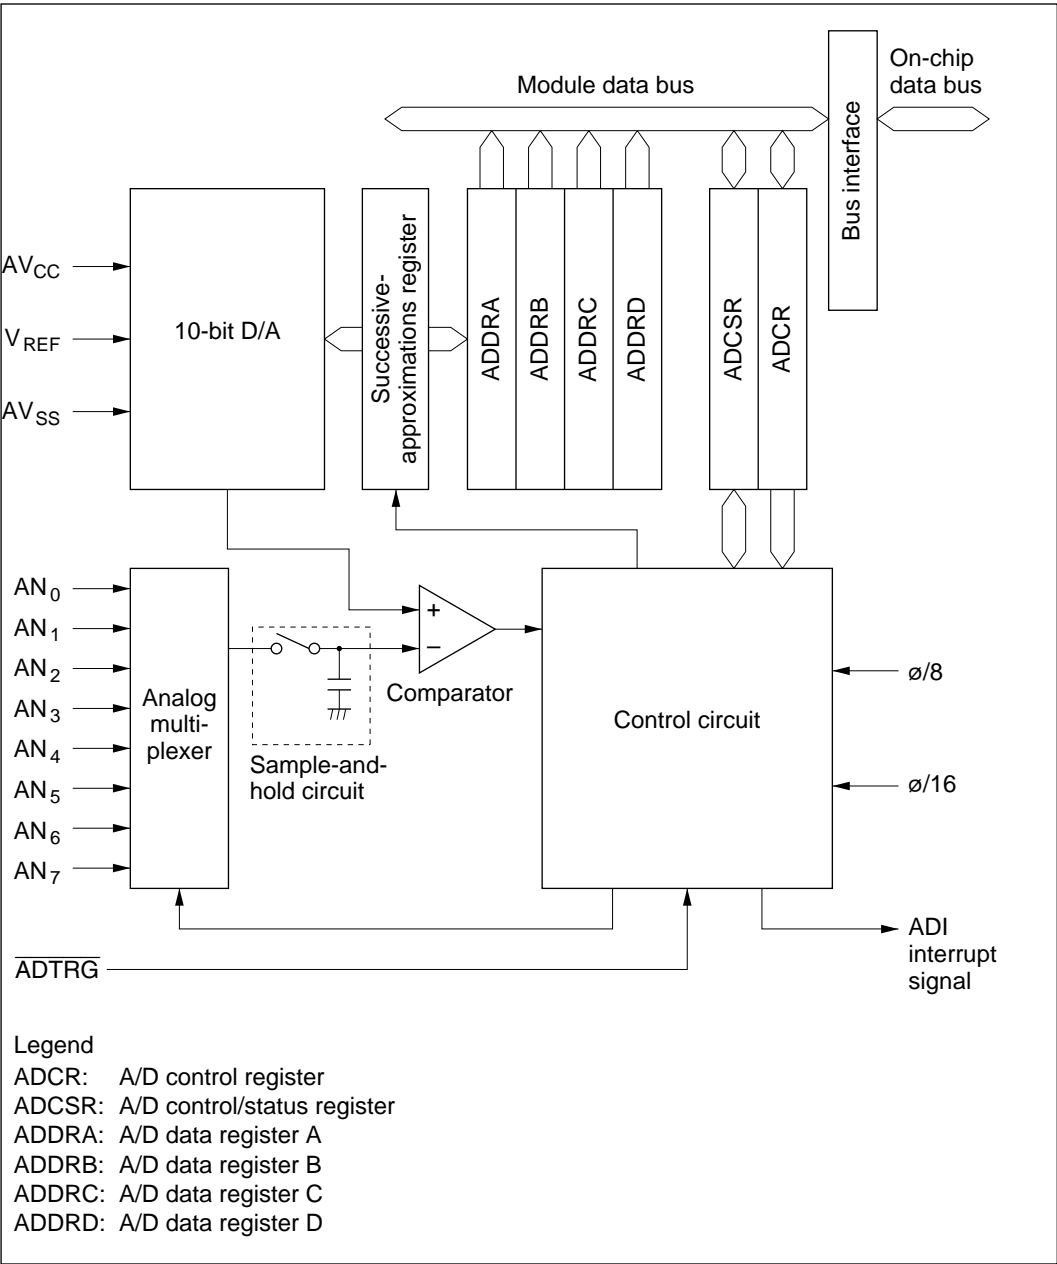 On-chip
data bus
Module data bus
Bus interface
AVCC
VREF
AVSS
10-bit D/A
Successive-
approximations register
ADDRA
ADDRB
ADDRC
ADDRD
ADCSR
ADCR
AN0
AN1
AN2
AN3
AN4
AN5
AN6
AN7
Analog
multi-
plexer
Sample-and-
hold circuit
+
−
Comparator
Control circuit
ø/8
ø/16
ADI
interrupt
signal
ADTRG
Legend
ADCR: A/D control register
ADCSR: A/D control/status register
ADDRA: A/D data register A
ADDRB: A/D data register B
ADDRC: A/D data register C
ADDRD: A/D data register D